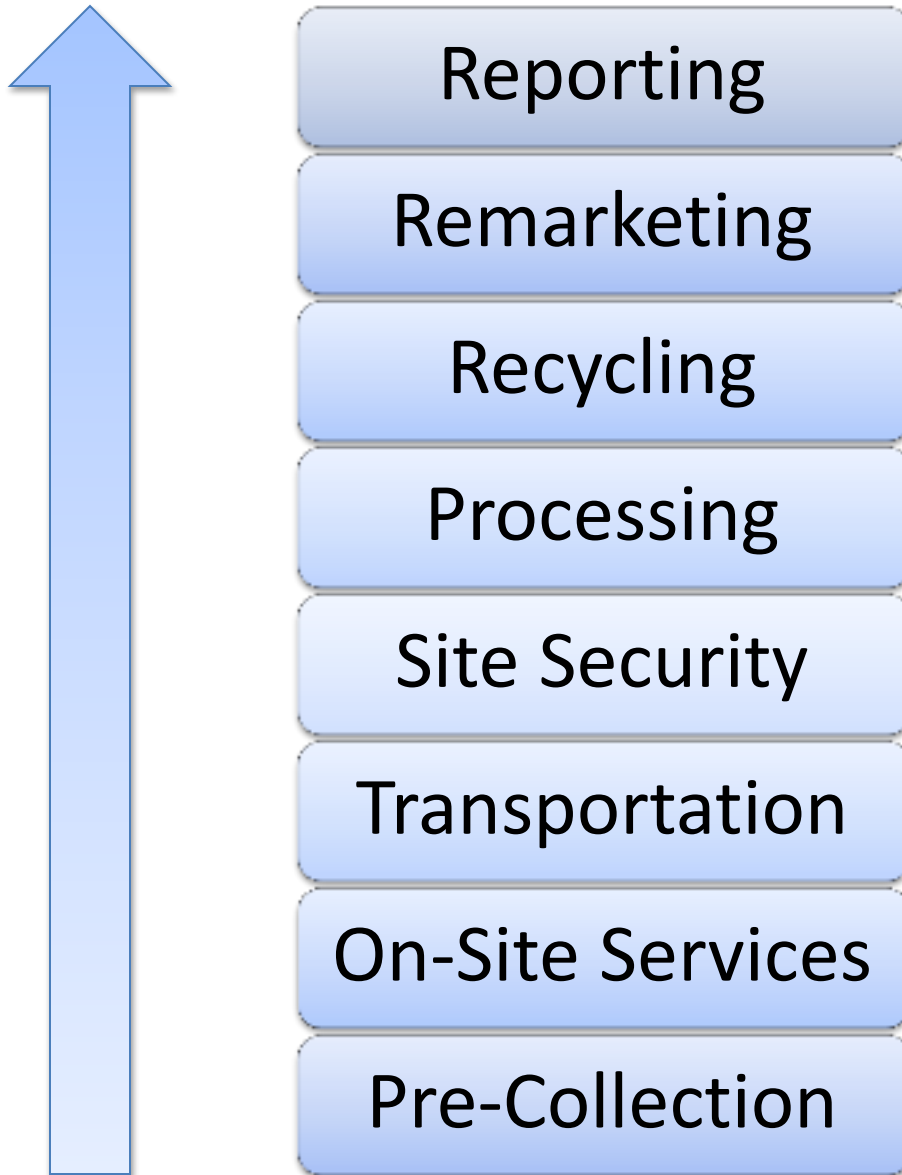 Reporting
Remarketing
Recycling
Processing
Site Security
Transportation
On-Site Services
Pre-Collection